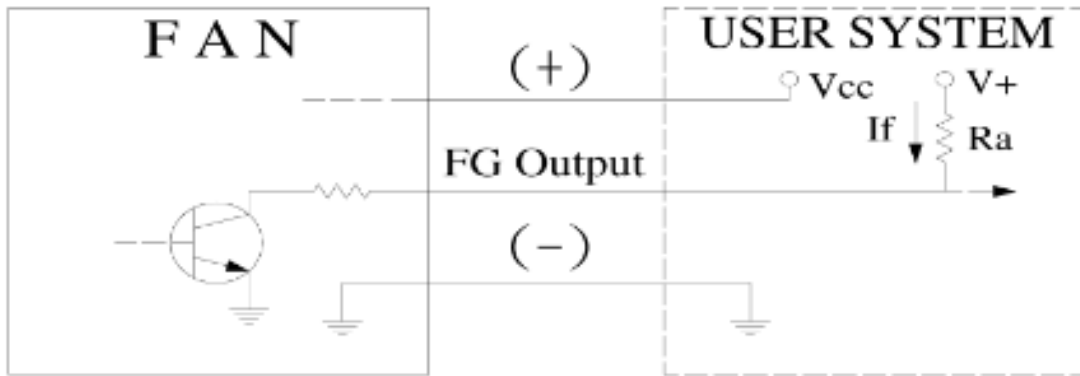 F A N
USER SYSTEM
(+)
Vcc
V+
If
Ra
FG Output
(-)